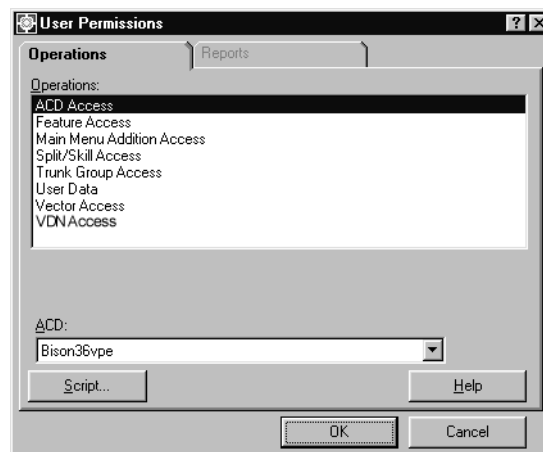 User Permissions
Operations
Reports
Operations:
ACD Access
Feature Access
Main Menu Addition Access
Split/Skill Access
Trunk Group Access
User Data
Vector Access
VDN Access
ACD:
Bison36vpe
Script...
Help
OK
Cancel